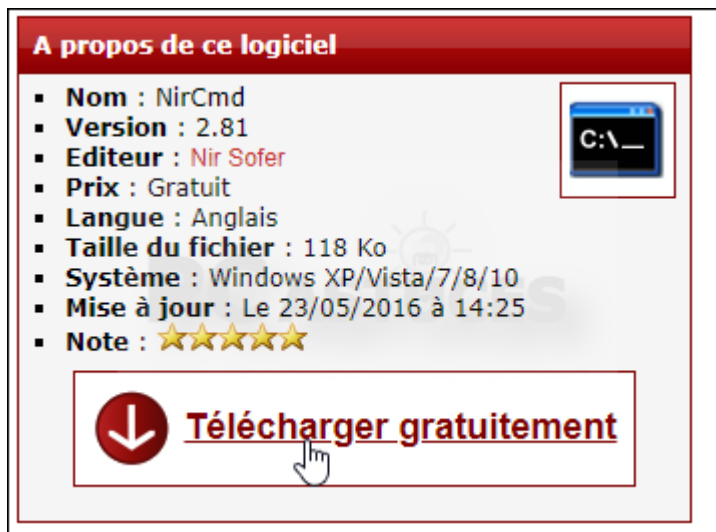 A propos de ce logiciel
Nom : NirCmd
C:\_
Version : 2.81
Editeur : Nir Sofer
Prix : Gratuit
Langue : Anglais
Taille du fichier : 118 Ko
Système : Windows XP/Vista/7/8/10
Mise à jour : Le 23/05/2016 à 14:25
Note :
Télécharger gratuitement